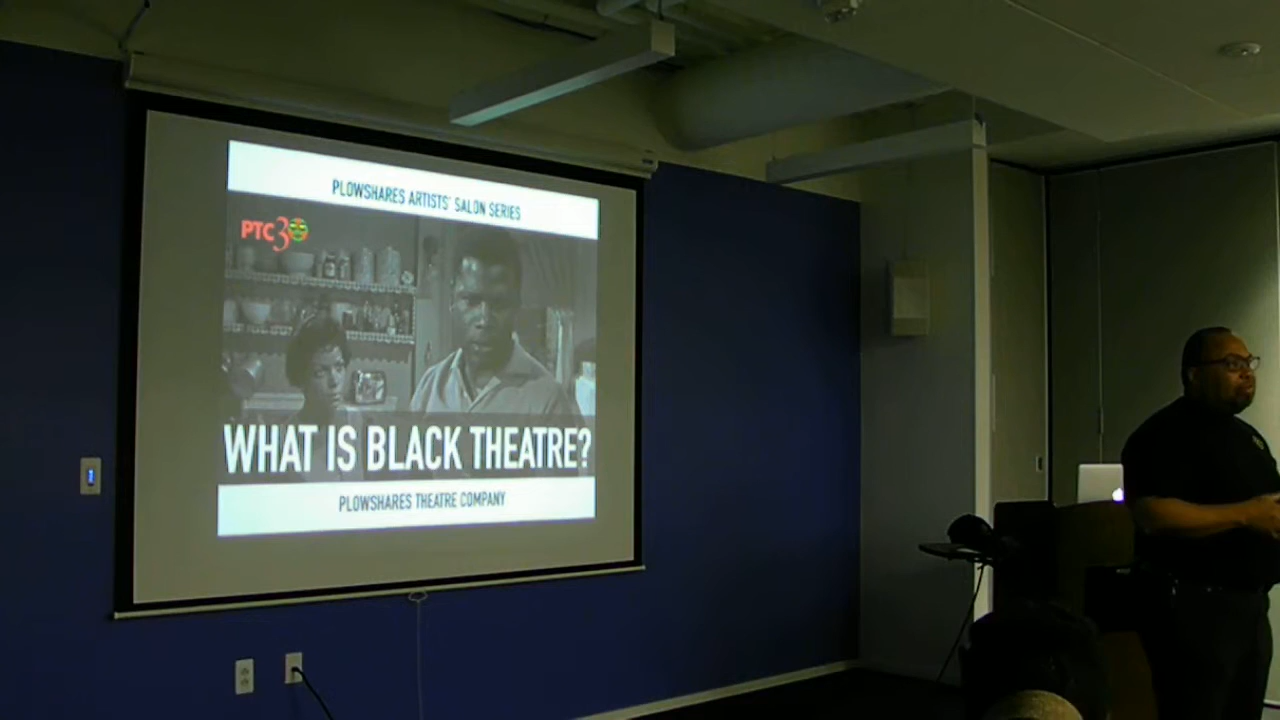 PLOWSHARES ARTISTS' SALON SERIES
PTC30
WHAT IS BLACK THEATRE?
PLOWSHARES THEATRE COMPANY